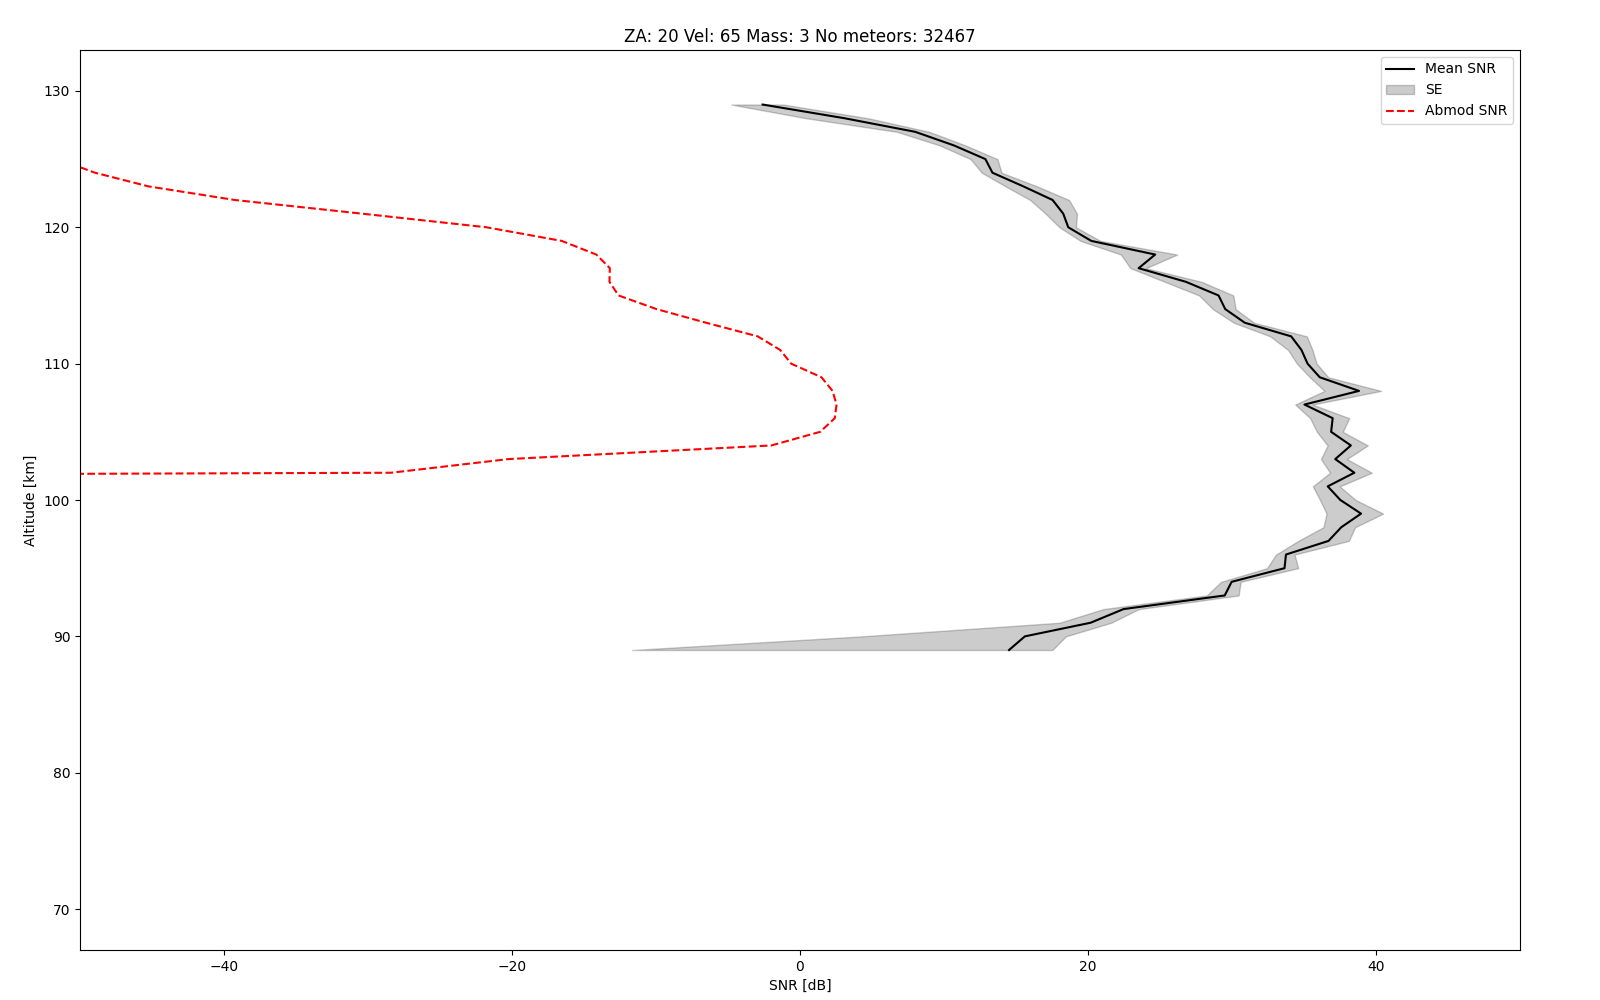 ZA: 20 Vel: 65 Mass: 3 No meteors: 32467
Mean SNR
SE
Abmod SNR
Altitude [km]
130
120
110
100
90
80
70
−40
−20
0
20
40
SNR [dB]